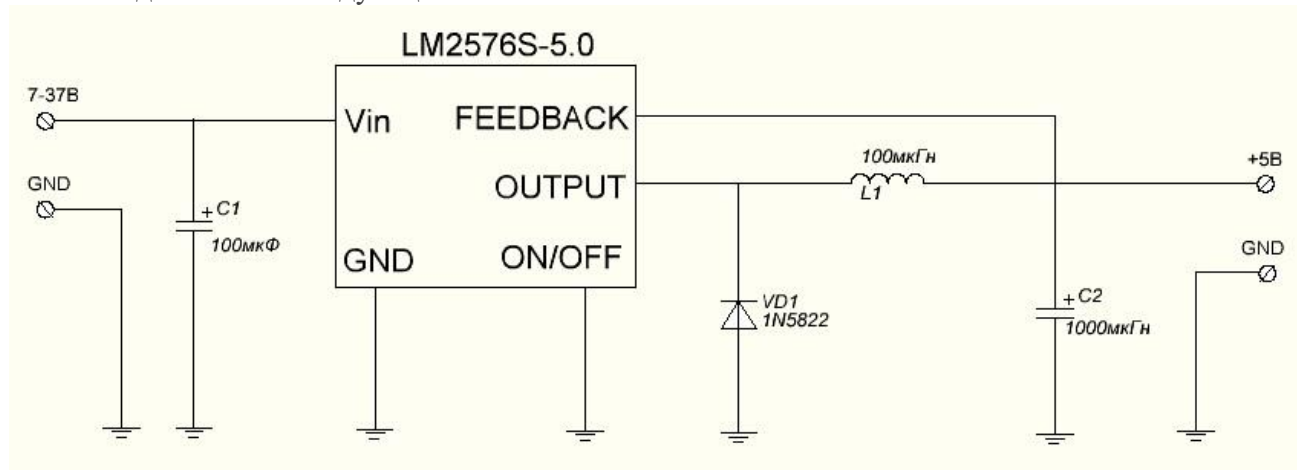 LM2576S-5.0
7-37В
Vin
FEEDBACK
100мкГн
+5В
GND
OUTPUT
L1
+ C1
100мкФ
GND
GND
ON/OFF
VD1
1N5822
+ C2
1000мкГн